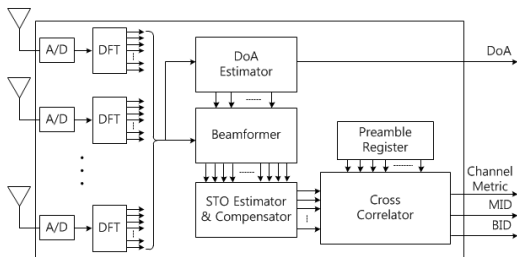 A/D
DFT
A/D
DFT
A/D
DFT
DoA
Estimator
Beamformer
STO Estimator
& Compensator
Preamble
Register
Cross
Correlator
DoA
Channel
Metric
MID
BID